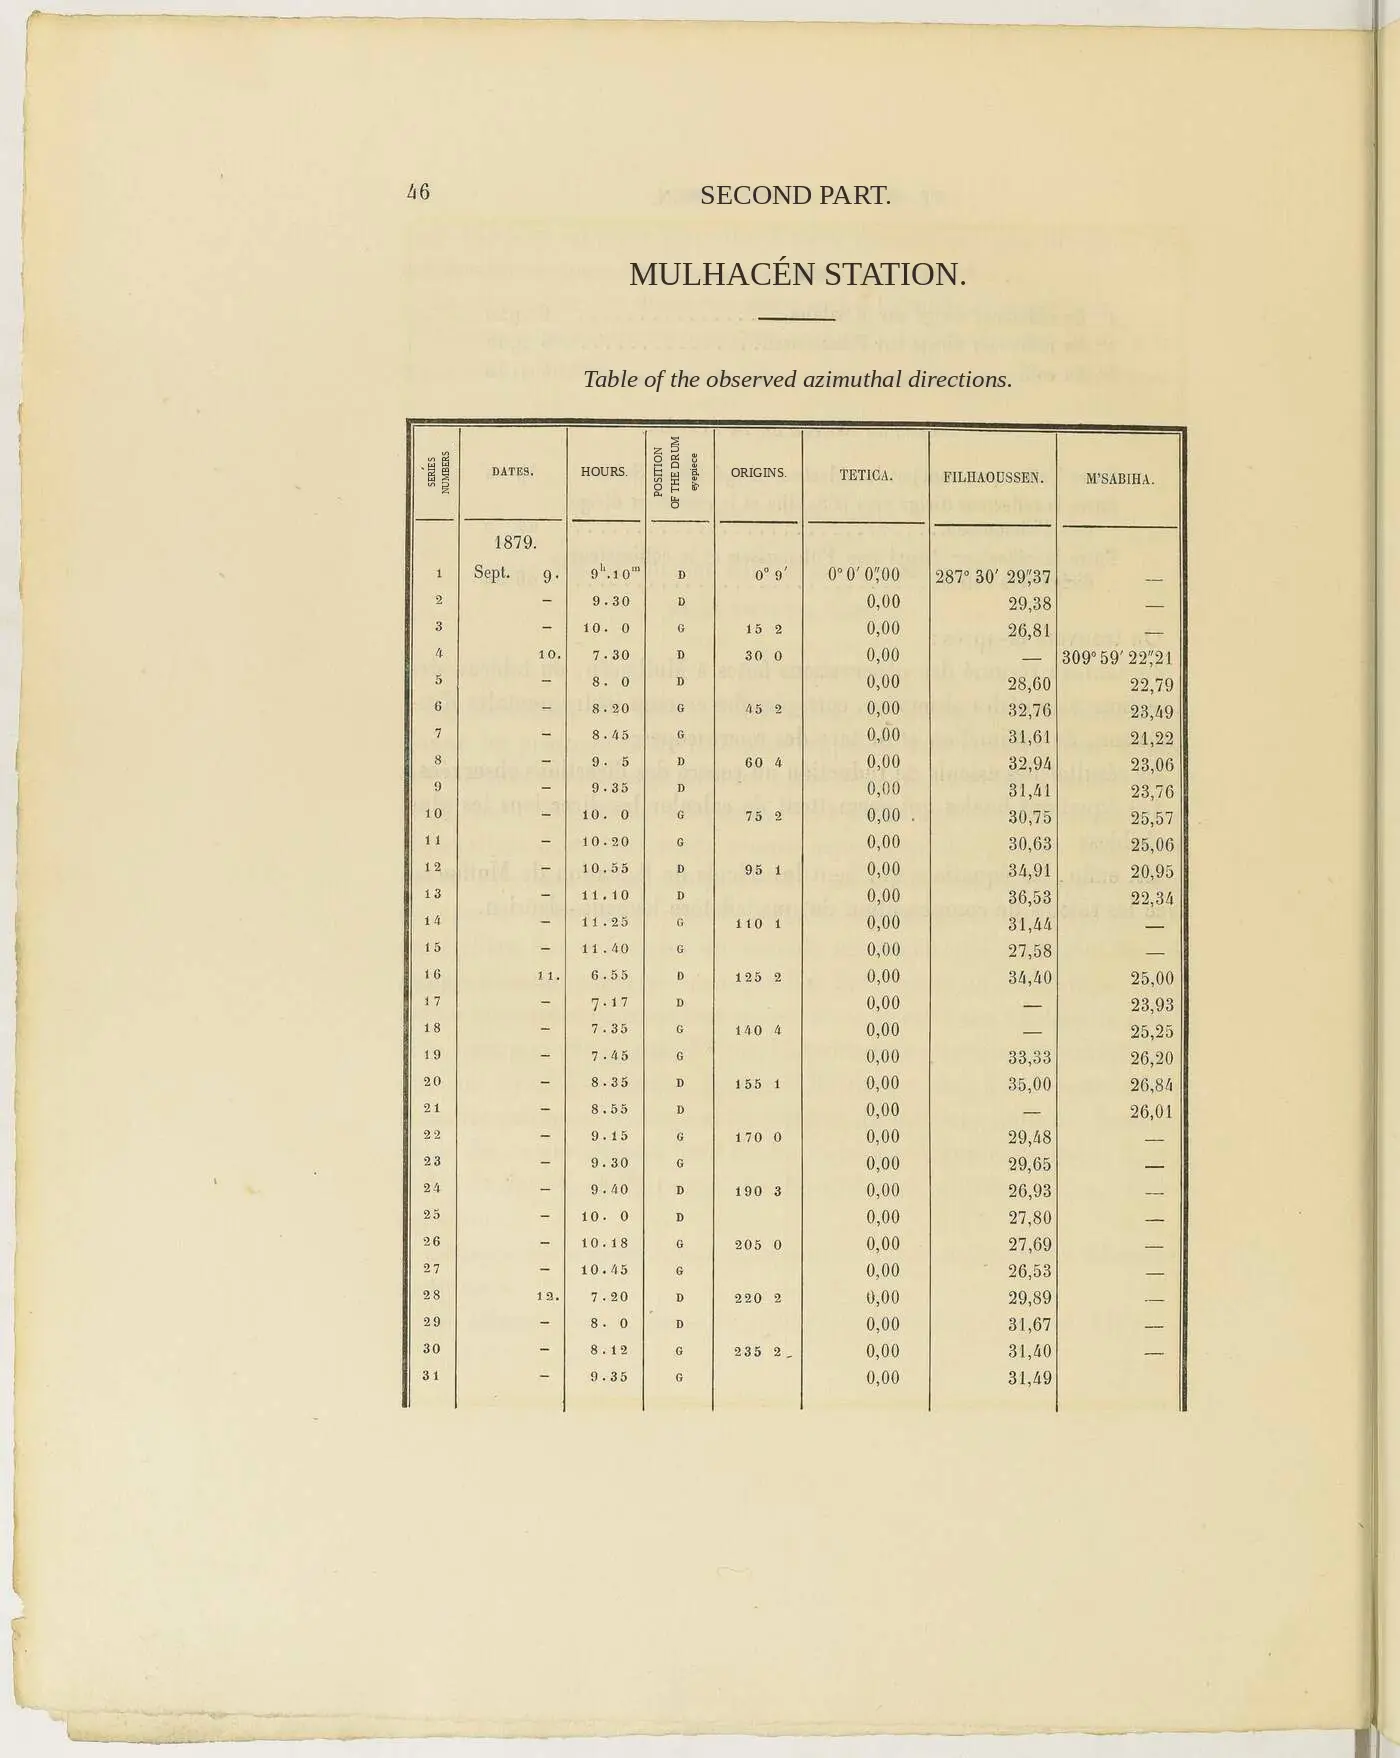 46
SECOND PART.
MULHACÉN STATION.
Table of the observed azimuthal directions.
SERIES NUMBERS DATES. HOURS. POSITION OF THE DRUM eyepiece ORIGINS. TETICA. FILHAOUSSEN. M'SABIHA.
1879.
1 Sept. 9. 9h.10m D 0° 9′ 0° 0′ 0″,00 287° 30′ 29″,37 —
2 – 9.30 D 0,00 29,38 —
3 – 10. 0 G 15 2 0,00 26,81 —
4 10. 7.30 D 30 0 0,00 — 309° 59′ 22″,21
5 – 8. 0 D 0,00 28,60 22,79
6 – 8.20 G 45 2 0,00 32,76 23,49
7 – 8.45 G 0,00 31,61 21,22
8 – 9. 5 D 60 4 0,00 32,94 23,06
9 – 9.35 D 0,00 31,41 23,76
10 – 10. 0 G 75 2 0,00 30,75 25,57
11 – 10.20 G 0,00 30,63 25,06
12 – 10.55 D 95 1 0,00 34,91 20,95
13 – 11.10 D 0,00 36,53 22,34
14 – 11.25 G 110 1 0,00 31,44 —
15 – 11.40 G 0,00 27,58 —
16 11. 6.55 D 125 2 0,00 34,40 25,00
17 – 7.17 D 0,00 — 23,93
18 – 7.35 G 140 4 0,00 — 25,25
19 – 7.45 G 0,00 33,33 26,20
20 – 8.35 D 155 1 0,00 35,00 26,84
21 – 8.55 D 0,00 — 26,01
22 – 9.15 G 170 0 0,00 29,48 —
23 – 9.30 G 0,00 29,65 —
24 – 9.40 D 190 3 0,00 26,93 —
25 – 10. 0 D 0,00 27,80 —
26 – 10.18 G 205 0 0,00 27,69 —
27 – 10.45 G 0,00 26,53 —
28 12. 7.20 D 220 2 0,00 29,89 —
29 – 8. 0 D 0,00 31,67 —
30 – 8.12 G 235 2 0,00 31,40 —
31 – 9.35 G 0,00 31,49